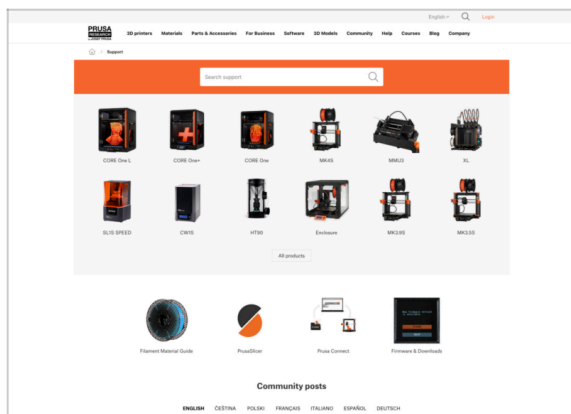 English
Login
PRUSA
RESEARCH
BY JOSEF PRUSA
3D printers Materials Parts & Accessories For Business Software 3D Models Community Help Courses Blog Company
Support
Search support
CORE One L CORE One+ CORE One MK4S MMU3 XL
SL1S SPEED CW1S HT90 Enclosure MK3.9S MK3.5S
All products
Filament Material Guide PrusaSlicer Prusa Connect Firmware & Downloads
Community posts
ENGLISH ČEŠTINA POLSKI FRANÇAIS ITALIANO ESPAÑOL DEUTSCH